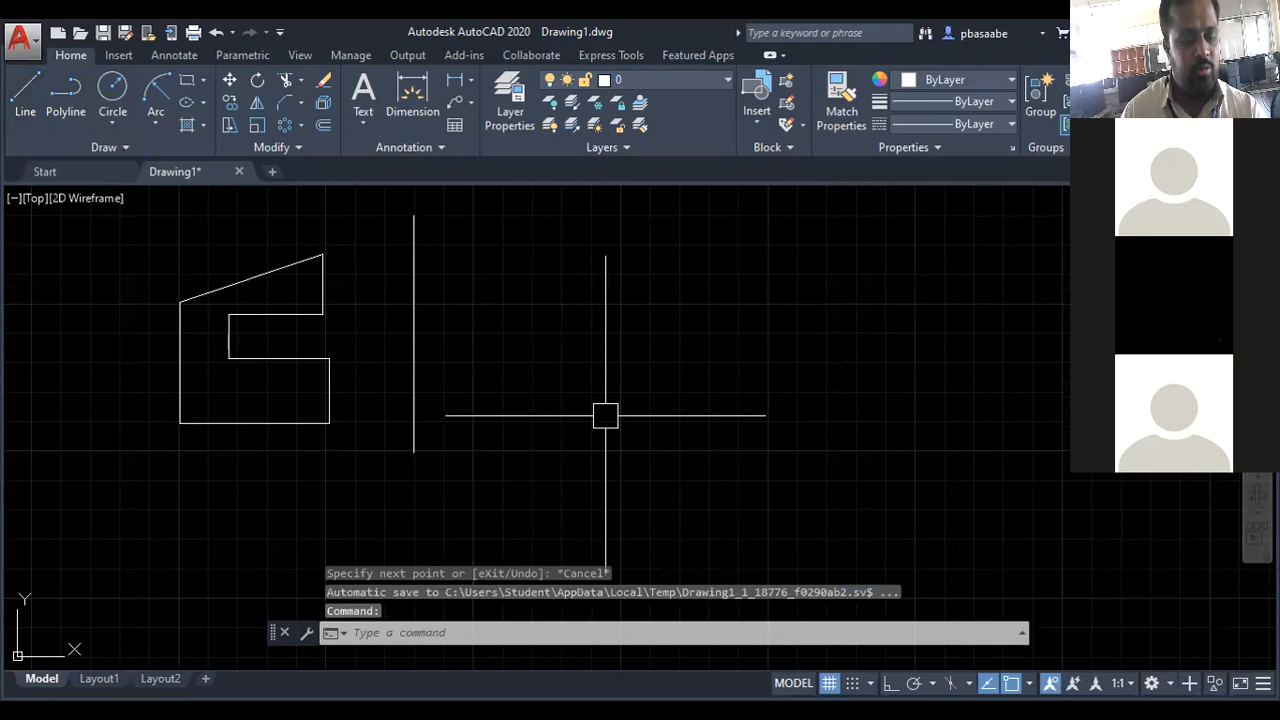 Autodesk AutoCAD 2020 Drawing1.dwg
Type a keyword or phrase
pbasaabe
Home Insert Annotate Parametric View Manag Output Add-ins Collaborate Express Tools Featured Apps
0
ByLayer
ByLayer
ByLayer
Line Polyline Circle Arc
Text Dimension
Layer Properties
Insert
Match Properties
Group
Draw Modify Annotation Layers Block Properties Groups
Start Drawing1*
[−][Top][2D Wireframe]
Specify next point or [eXit/Undo]: *Cancel*
Automatic save to C:\Users\Student\AppData\Local\Temp\Drawing1_1_18776_f0290ab2.sv$ ...
Command:
Type a command
Y
X
Model Layout1 Layout2
MODEL
1:1